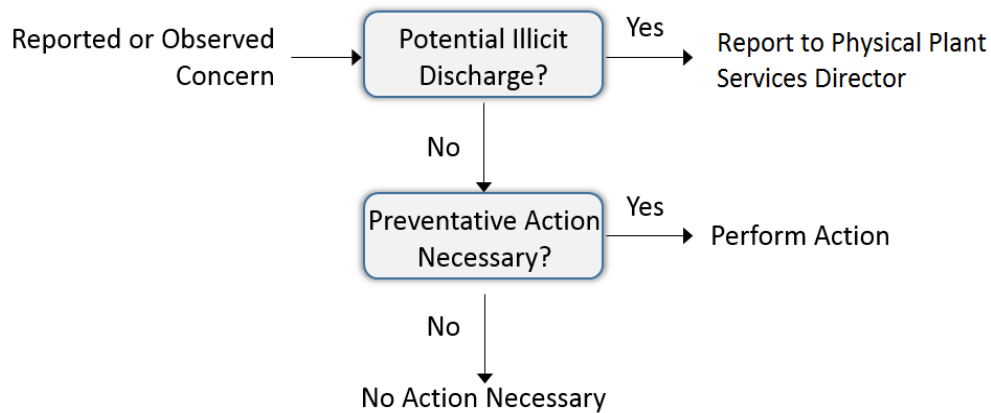 Reported or Observed
Concern
Potential Illicit
Discharge?
Yes
Report to Physical Plant
Services Director
No
Preventative Action
Necessary?
Yes
Perform Action
No
No Action Necessary